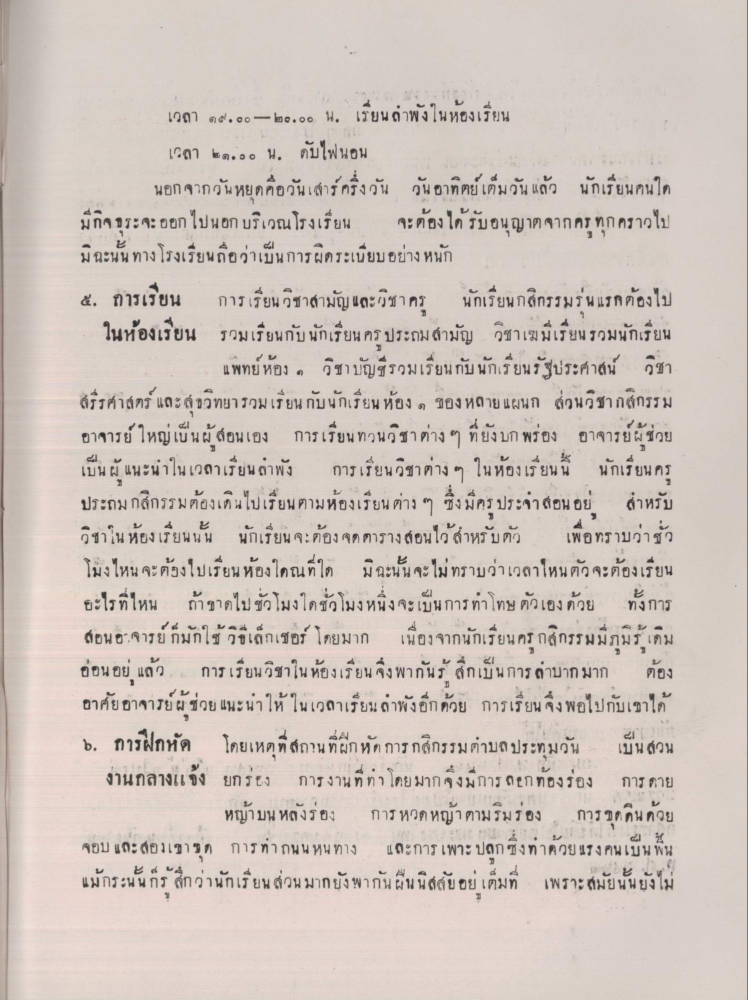 เวลา ๑๙.๐๐—๒๐.๐๐ น. เรียนลำพังในห้องเรียน
เวลา ๒๑.๐๐ น. ดับไฟนอน
นอกจากวันหยุดคือวันเสาร์ครึ่งวัน วันอาทิตย์เต็มวันแล้ว นักเรียนคนใด
มีกิจธุระจะออกไปนอกบริเวณโรงเรียน จะต้องได้รับอนุญาตจากครูทุกคราวไป
มิฉะนั้นทางโรงเรียนถือว่าเป็นการผิดระเบียบอย่างหนัก
๕. การเรียน การเรียนวิชาสามัญและวิชาครู นักเรียนกสิกรรมรุ่นแรกต้องไป
ในห้องเรียน รวมเรียนกับนักเรียนครูประถมสามัญ วิชาเฆมีเรียนรวมนักเรียน
แพทย์ห้อง ๑ วิชาบัญชีรวมเรียนกับนักเรียนรัฐประศาสน์ วิชา
สรีรศาสตร์และสุขวิทยารวมเรียนกับนักเรียนห้อง ๑ ของหลายแผนก ส่วนวิชากสิกรรม
อาจารย์ใหญ่เป็นผู้สอนเอง การเรียนทวนวิชาต่างๆ ที่ยังบกพร่อง อาจารย์ผู้ช่วย
เป็นผู้แนะนำในเวลาเรียนลำพัง การเรียนวิชาต่างๆ ในห้องเรียนนี้ นักเรียนครู
ประถมกสิกรรมต้องเดินไปเรียนตามห้องเรียนต่างๆ ซึ่งมีครูประจำสอนอยู่ สำหรับ
วิชาในห้องเรียนนั้น นักเรียนจะต้องจดตารางสอนไว้สำหรับตัว เพื่อทราบว่าชั่ว
โมงไหนจะต้องไปเรียนห้องใดณที่ใด มิฉะนั้นจะไม่ทราบว่าเวลาไหนตัวจะต้องเรียน
อะไรที่ไหน ถ้าขาดไปชั่วโมงใดชั่วโมงหนึ่งจะเป็นการทำโทษตัวเองด้วย ทั้งการ
สอนอาจารย์ก็มักใช้วิธีเล็กเชอร์โดยมาก เนื่องจากนักเรียนครูกสิกรรมมีภูมิรู้เดิม
อ่อนอยู่แล้ว การเรียนวิชาในห้องเรียนจึงพากันรู้สึกเป็นการลำบากมาก ต้อง
อาศัยอาจารย์ผู้ช่วยแนะนำให้ในเวลาเรียนลำพังอีกด้วย การเรียนจึงพอไปกับเขาได้
๖. การฝึกหัด โดยเหตุที่สถานที่ฝึกหัดการกสิกรรมตำบลประทุมวัน เป็นสวน
งานกลางแจ้ง ยกร่อง การงานที่ทำโดยมากจึงมีการลอกท้องร่อง การดาย
หญ้าบนหลังร่อง การหวดหญ้าตามริมร่อง การขุดดินด้วย
จอบและสองเขาขุด การทำถนนหนทาง และการเพาะปลูกซึ่งทำด้วยแรงคนเป็นพื้น
แม้กระนั้นก็รู้สึกว่านักเรียนส่วนมากยังพากันฝืนนิสสัยอยู่เต็มที่ เพราะสมัยนั้นยังไม่